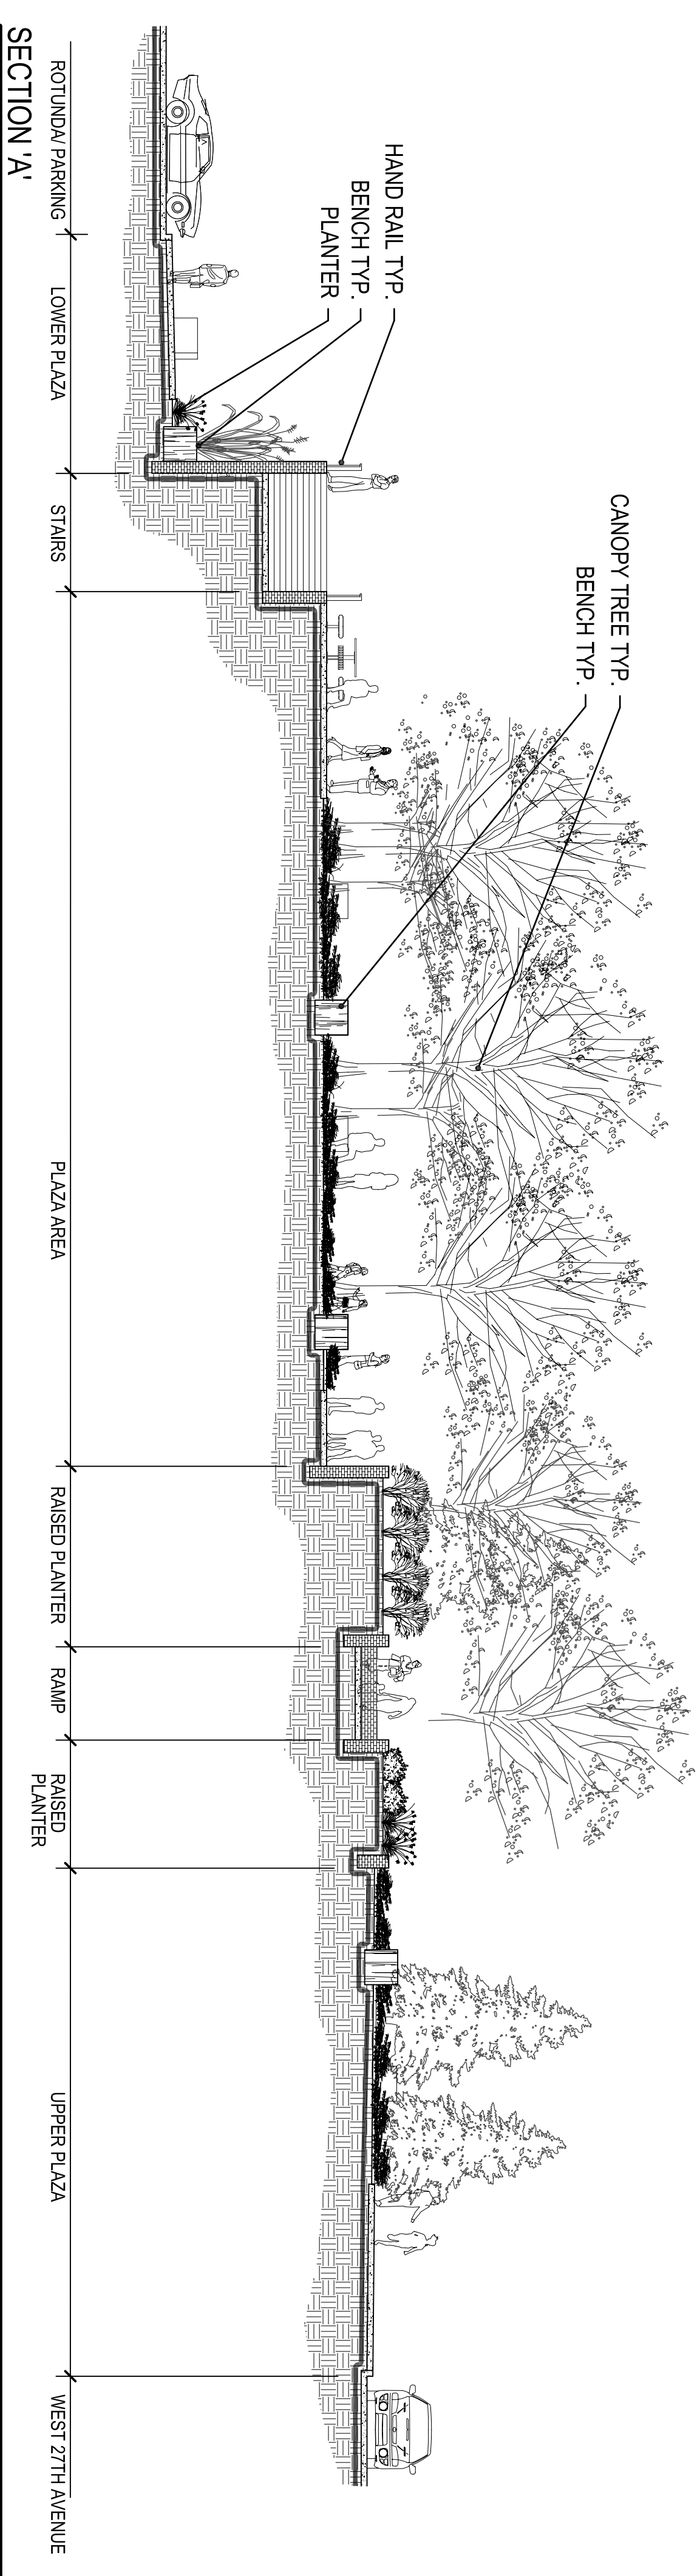 HAND RAIL TYP.
BENCH TYP.
PLANTER
CANOPY TREE TYP.
BENCH TYP.
ROTUNDA/ PARKING
LOWER PLAZA
STAIRS
PLAZA AREA
RAISED PLANTER
RAMP
RAISED
PLANTER
UPPER PLAZA
WEST 27TH AVENUE
SECTION 'A'